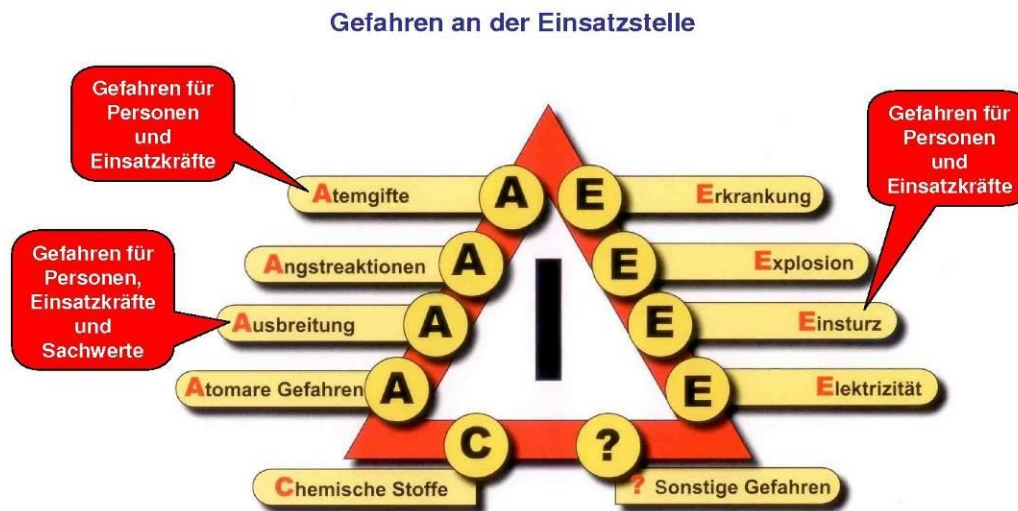 Gefahren an der Einsatzstelle
Gefahren für
Personen
und
Einsatzkräfte
Gefahren für
Personen
und
Einsatzkräfte
Atemgifte
A
E
Erkrankung
Angstreaktionen
A
E
Explosion
Gefahren für
Personen,
Einsatzkräfte
und
Sachwerte
Ausbreitung
A
E
Einsturz
Atomare Gefahren
A
E
Elektrizität
C
?
Chemische Stoffe
? Sonstige Gefahren